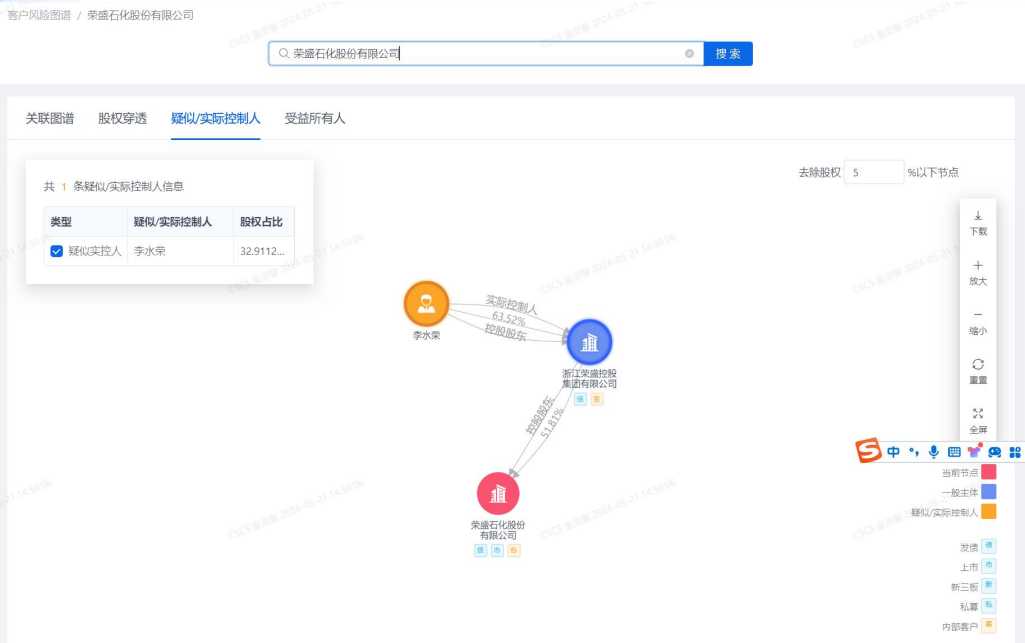 客户风险图谱 / 荣盛石化股份有限公司
荣盛石化股份有限公司
搜 索
关联图谱
股权穿透
疑似/实际控制人
受益所有人
共 1 条疑似/实际控制人信息
类型 疑似/实际控制人 股权占比
疑似实控人 李水荣 32.9112...
去除股权 5 %以下节点
下载
放大
缩小
重置
全屏
李水荣
实际控制人
63.52%
控股股东
浙江荣盛控股
集团有限公司
债 客
控股股东
51.81%
荣盛石化股份
有限公司
债 市
中
当前节点
一般主体
疑似/实际控制人
发债 债
上市 市
新三板 新
私募 私
内部客户 客